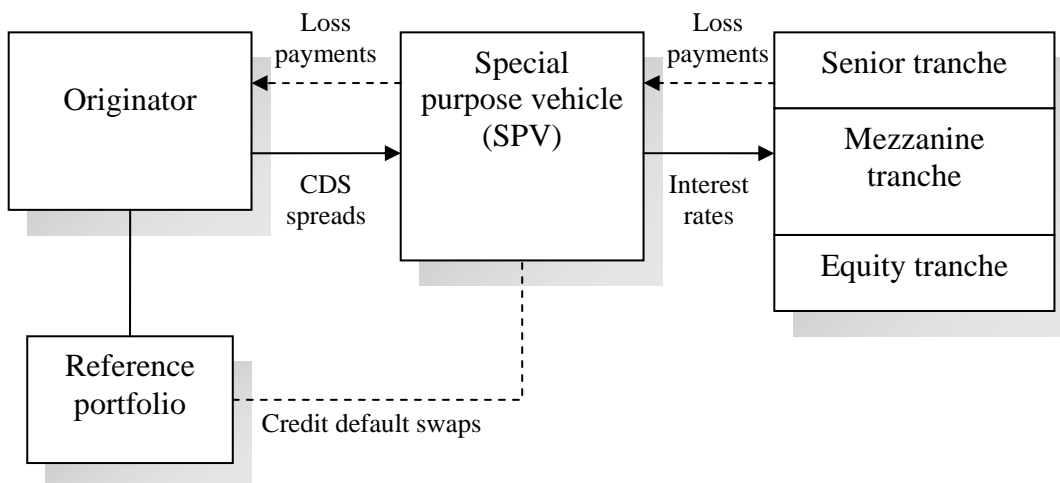 Originator
Loss
payments
CDS
spreads
Special
purpose vehicle
(SPV)
Loss
payments
Interest
rates
Senior tranche
Mezzanine
tranche
Equity tranche
Reference
portfolio
Credit default swaps